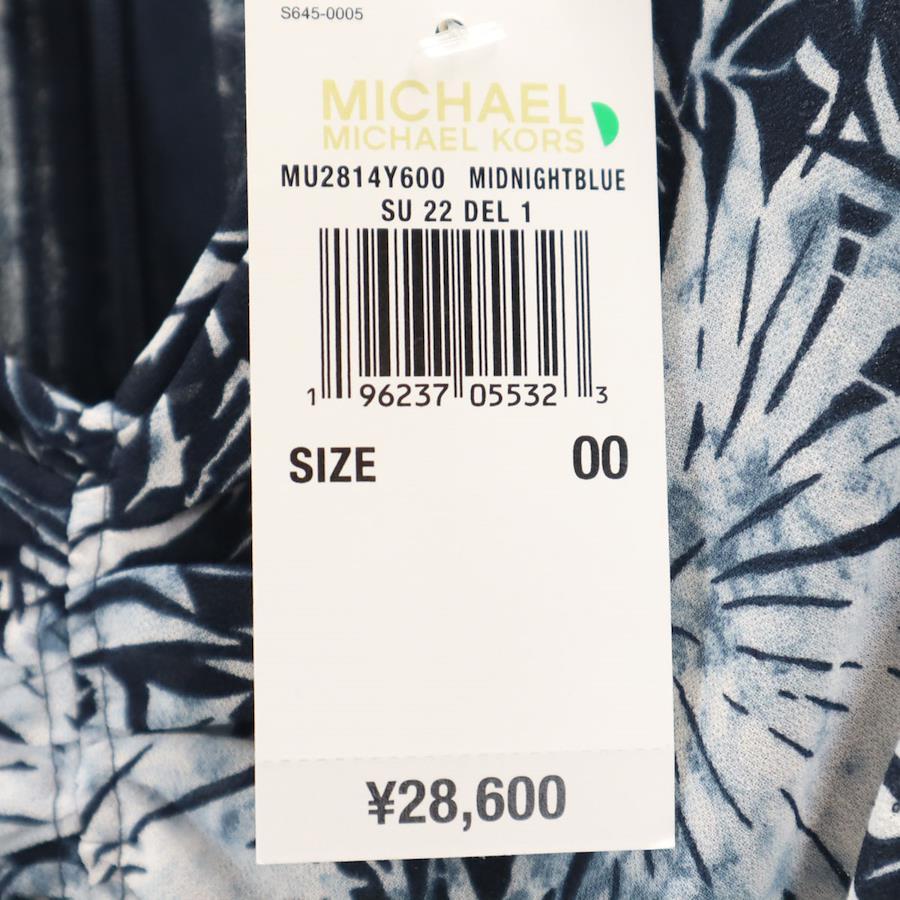 S645-0005
MICHAEL
MICHAEL KORS
MU2814Y600 MIDNIGHTBLUE
SU 22 DEL 1
1 96237 05532 3
SIZE 00
¥28,600